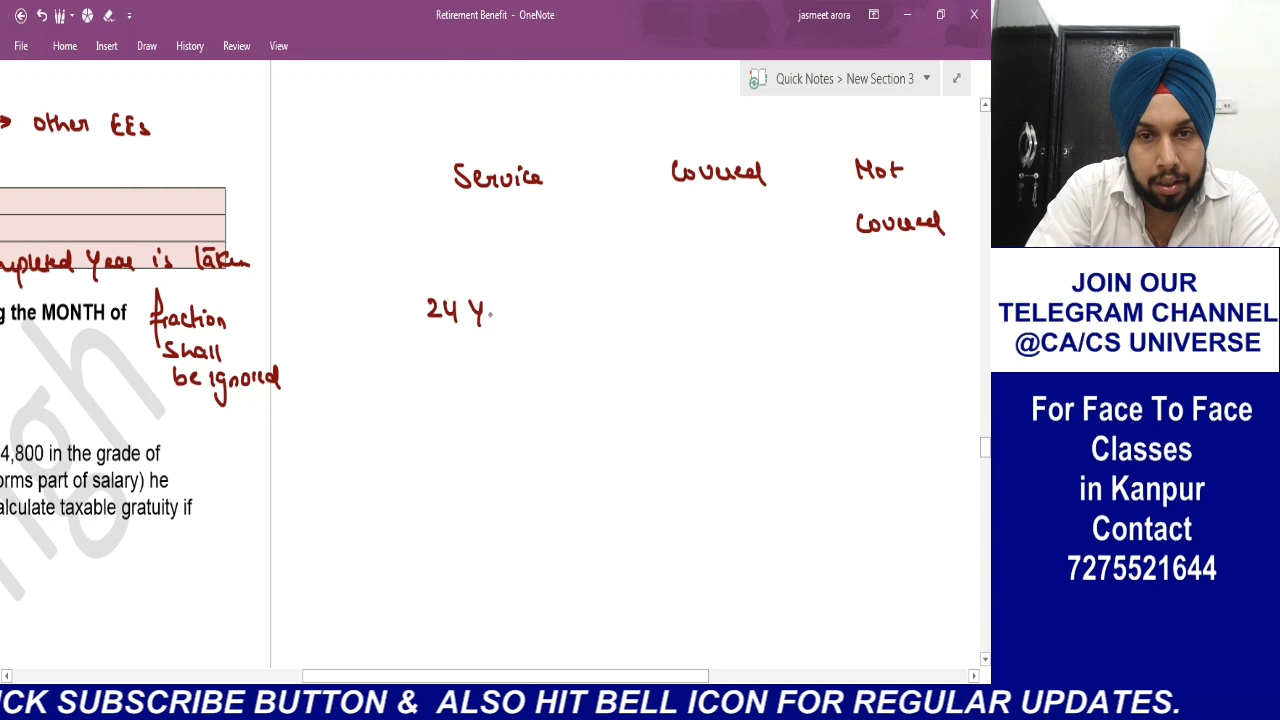 Retirement Benefit - OneNote
jasmeet arora
File Home Insert Draw History Review View
Quick Notes > New Section 3
other EEs
Service Covered Not
Covered
mpleted Year is taken
g the MONTH of
fraction
shall
be ignored
24 Y
4,800 in the grade of
orms part of salary) he
alculate taxable gratuity if
ngh
JOIN OUR
TELEGRAM CHANNEL
@CA/CS UNIVERSE
For Face To Face
Classes
in Kanpur
Contact
7275521644
ICK SUBSCRIBE BUTTON & ALSO HIT BELL ICON FOR REGULAR UPDATES.